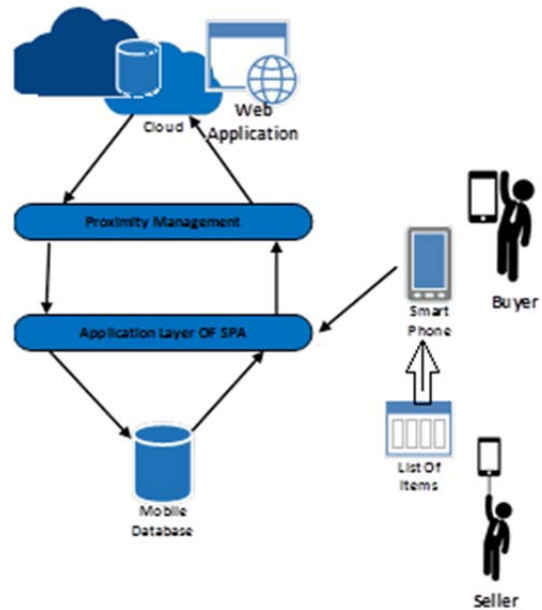 Cloud
Web
Application
Proximity Management
Application Layer OF SPA
Mobile
Database
Smart
Phone
Buyer
List Of
Items
Seller